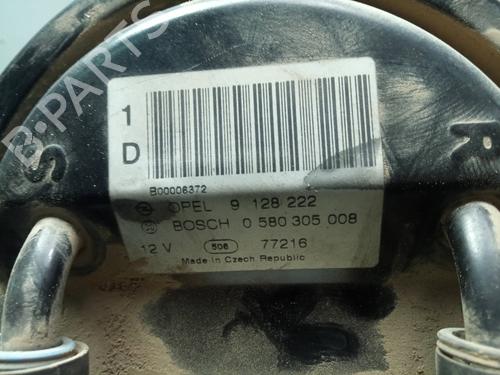 B-PARTS
1
D
B00006372
OPEL 9 128 222
BOSCH 0 580 305 008
12 V 506 77216
Made in Czech Republic
S
R